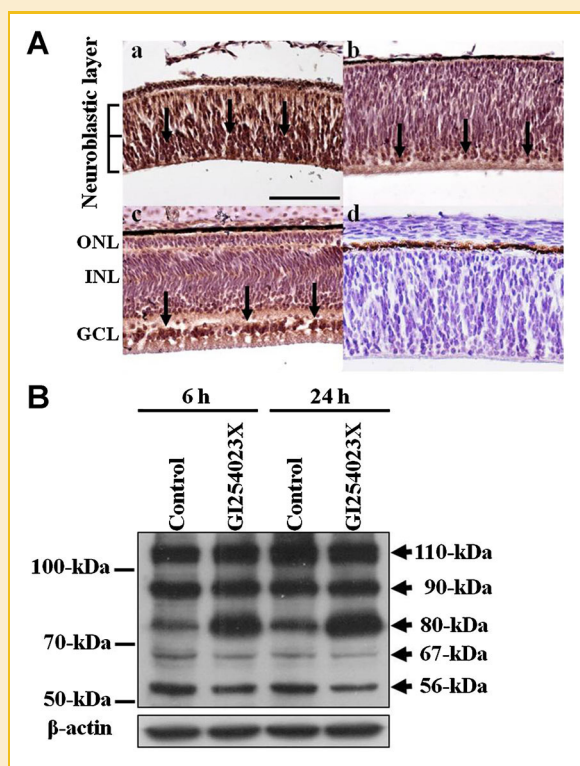 A
a
b
Neuroblastic layer
c
d
ONL
INL
GCL
B
6 h
24 h
Control
GI254023X
Control
GI254023X
100-kDa
70-kDa
50-kDa
110-kDa
90-kDa
80-kDa
67-kDa
56-kDa
β-actin